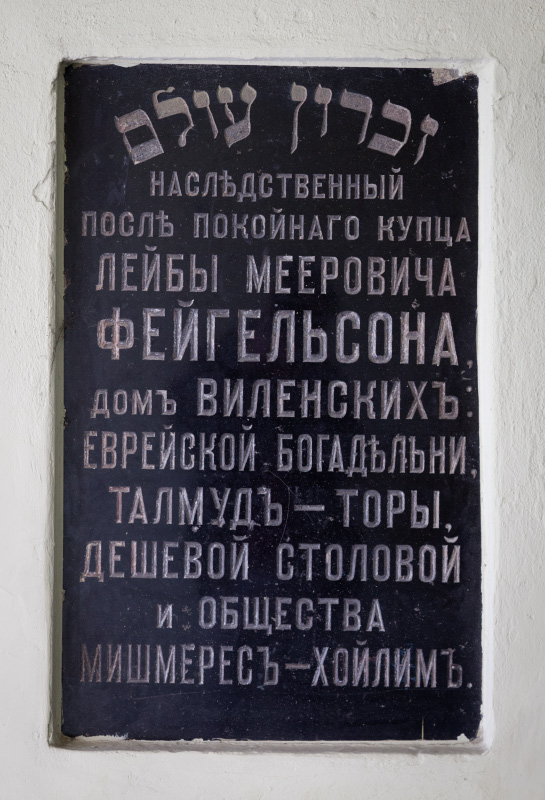 זכרון עולם
НАСЛѢДСТВЕННЫЙ
ПОСЛѢ ПОКОЙНАГО КУПЦА
ЛЕЙБЫ МЕЕРОВИЧА
ФЕЙГЕЛЬСОНА,
ДОМЪ ВИЛЕНСКИХЪ:
ЕВРЕЙСКОЙ БОГАДѢЛЬНИ,
ТАЛМУДЪ — ТОРЫ,
ДЕШЕВОЙ СТОЛОВОЙ
И ОБЩЕСТВА
МИШМЕРЕСЪ — ХОЙЛИМЪ.